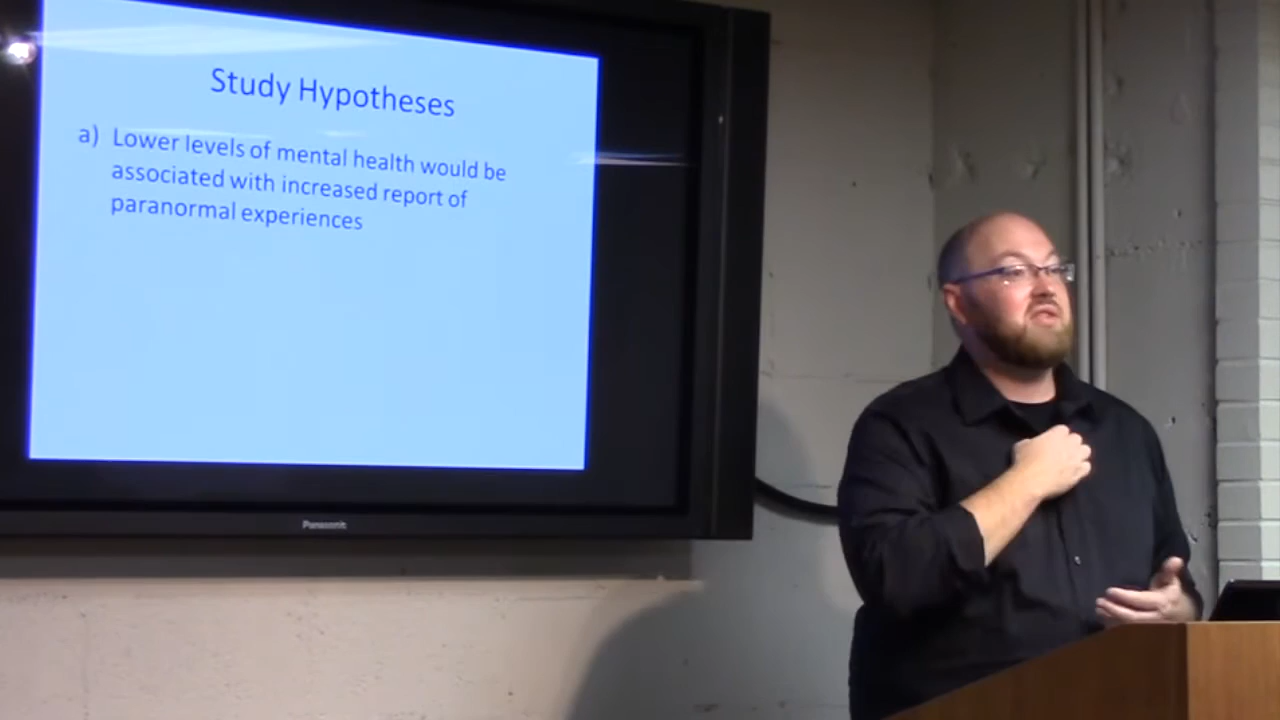 Study Hypotheses
a) Lower levels of mental health would be
associated with increased report of
paranormal experiences
Panasonic